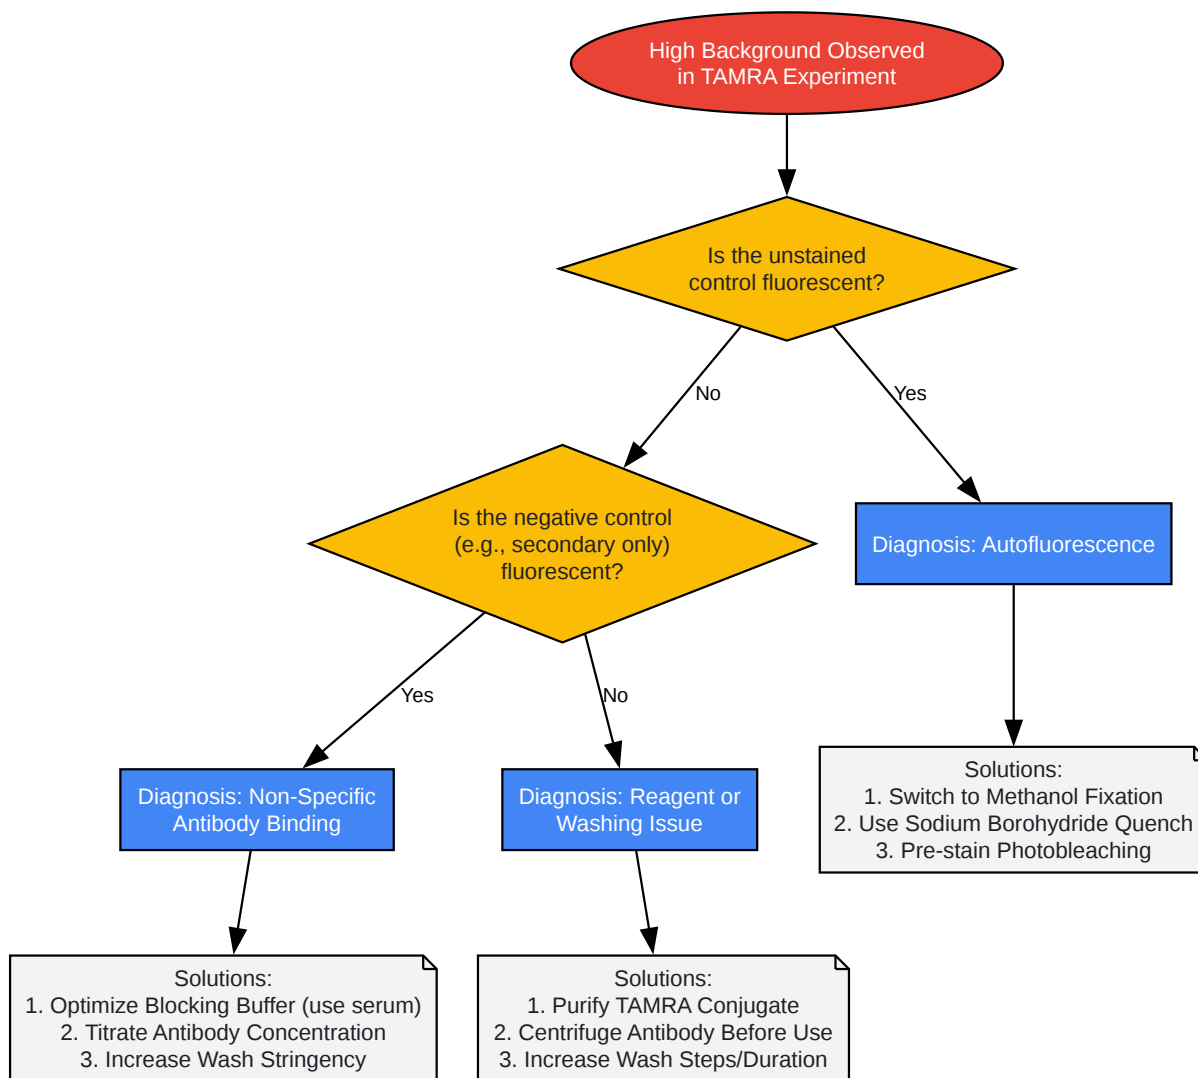 High Background Observed
in TAMRA Experiment
Is the unstained
control fluorescent?
No
Yes
Is the negative control
(e.g., secondary only)
fluorescent?
Diagnosis: Autofluorescence
Yes
No
Solutions:
1. Switch to Methanol Fixation
2. Use Sodium Borohydride Quench
3. Pre-stain Photobleaching
Diagnosis: Non-Specific
Antibody Binding
Diagnosis: Reagent or
Washing Issue
Solutions:
1. Optimize Blocking Buffer (use serum)
2. Titrate Antibody Concentration
3. Increase Wash Stringency
Solutions:
1. Purify TAMRA Conjugate
2. Centrifuge Antibody Before Use
3. Increase Wash Steps/Duration